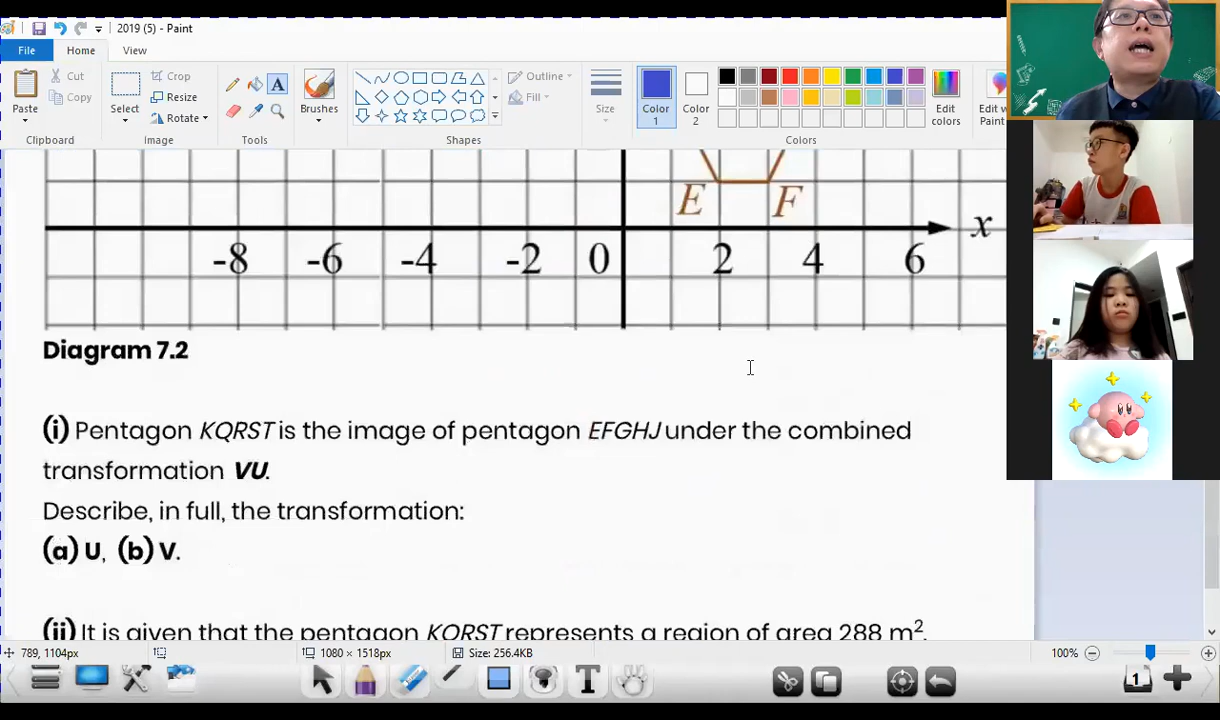 2019 (5) - Paint
File Home View
Paste Cut Copy Clipboard
Select Crop Resize Rotate Image
A Tools
Brushes
Outline Fill Shapes
Size
Color 1 Color 2 Edit colors Colors
Edit w Paint
E F
x
-8 -6 -4 -2 0 2 4 6
Diagram 7.2
(i) Pentagon KQRST is the image of pentagon EFGHJ under the combined
transformation VU.
Describe, in full, the transformation:
(a) U, (b) V.
(ii) It is given that the pentagon KQRST represents a region of area 288 m².
789, 1104px 1080 × 1518px Size: 256.4KB 100%
T 1